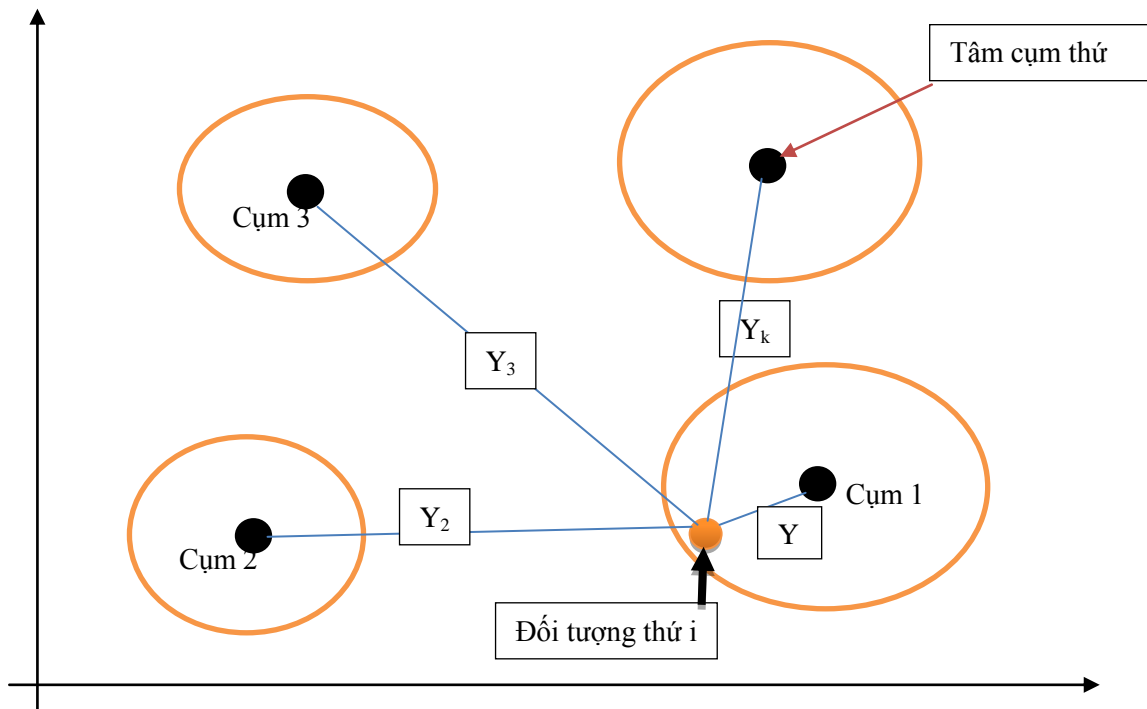 Tâm cụm thứ
Cụm 3
Yₖ
Y₃
Cụm 1
Y₂
Y
Cụm 2
Đối tượng thứ i